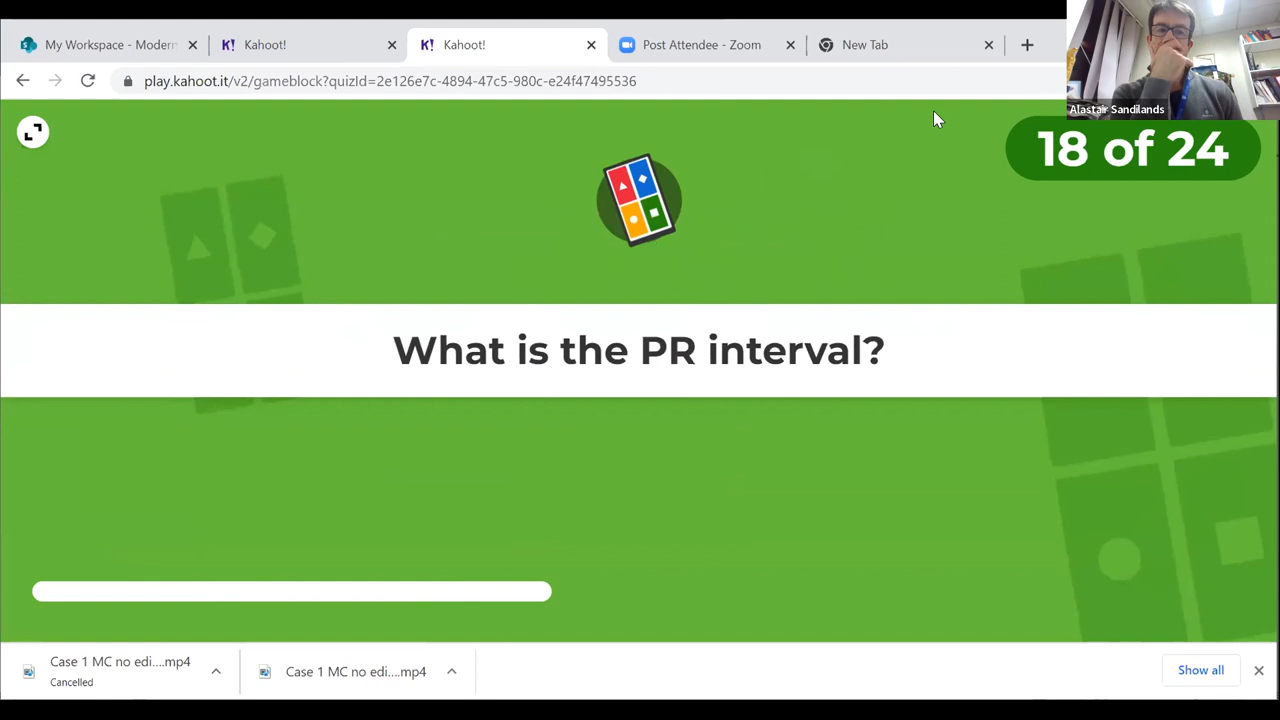 My Workspace - Modern
K! Kahoot!
K! Kahoot!
Post Attendee - Zoom
New Tab
play.kahoot.it/v2/gameblock?quizId=2e126e7c-4894-47c5-980c-e24f47495536
Alastair Sandilands
18 of 24
What is the PR interval?
Case 1 MC no edi....mp4
Cancelled
Case 1 MC no edi....mp4
Show all